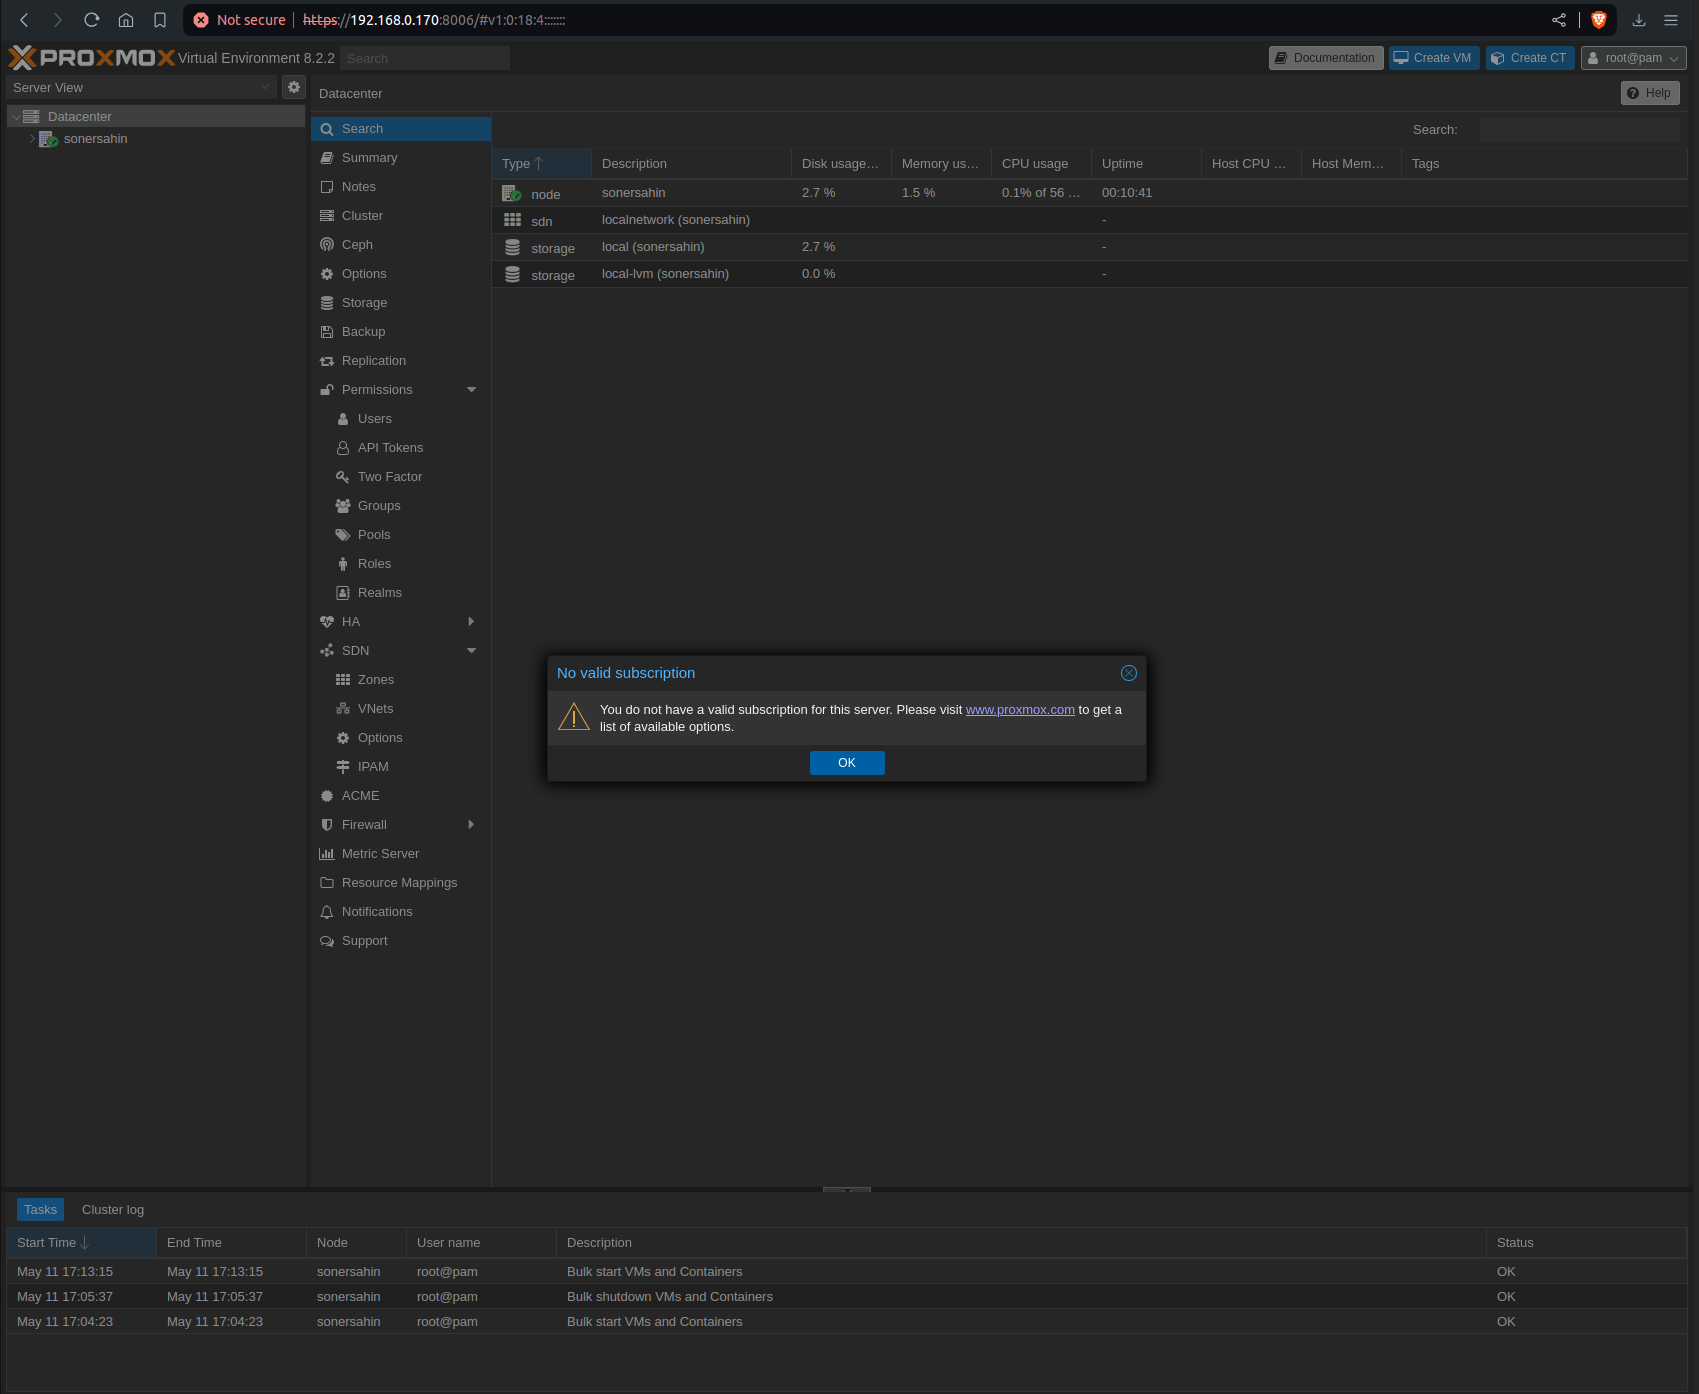 Not secure https://192.168.0.170:8006/#v1:0:18:4:::::::
PROXMOX Virtual Environment 8.2.2 Search Documentation Create VM Create CT root@pam
Server View
Datacenter
sonersahin
Datacenter Help
Search
Summary
Notes
Cluster
Ceph
Options
Storage
Backup
Replication
Permissions
Users
API Tokens
Two Factor
Groups
Pools
Roles
Realms
HA
SDN
Zones
VNets
Options
IPAM
ACME
Firewall
Metric Server
Resource Mappings
Notifications
Support
Search:
Type Description Disk usage... Memory us... CPU usage Uptime Host CPU ... Host Mem... Tags
node sonersahin 2.7 % 1.5 % 0.1% of 56 ... 00:10:41
sdn localnetwork (sonersahin) -
storage local (sonersahin) 2.7 % -
storage local-lvm (sonersahin) 0.0 % -
No valid subscription
You do not have a valid subscription for this server. Please visit www.proxmox.com to get a
list of available options.
OK
Tasks Cluster log
Start Time End Time Node User name Description Status
May 11 17:13:15 May 11 17:13:15 sonersahin root@pam Bulk start VMs and Containers OK
May 11 17:05:37 May 11 17:05:37 sonersahin root@pam Bulk shutdown VMs and Containers OK
May 11 17:04:23 May 11 17:04:23 sonersahin root@pam Bulk start VMs and Containers OK